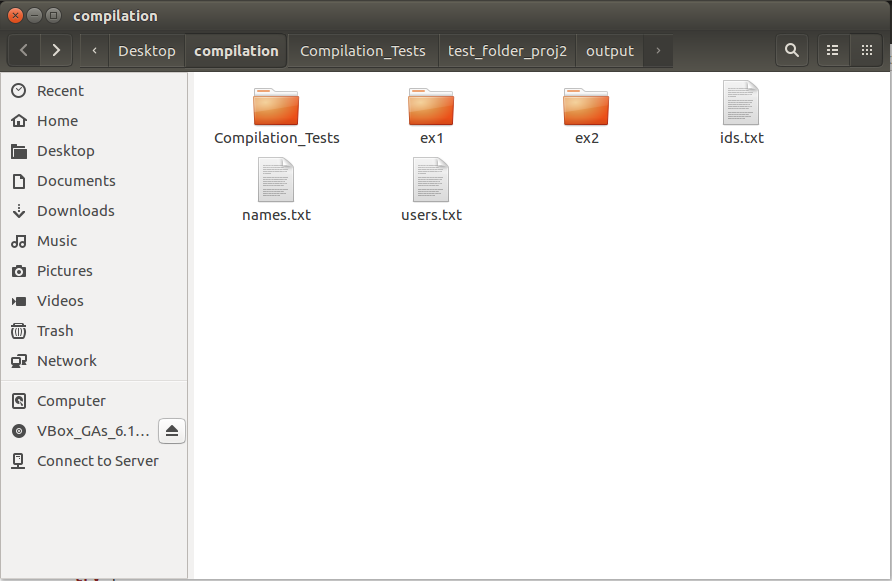 compilation
Desktop compilation Compilation_Tests test_folder_proj2 output
Recent
Home
Desktop
Documents
Downloads
Music
Pictures
Videos
Trash
Network
Computer
VBox_GAs_6.1...
Connect to Server
Compilation_Tests ex1 ex2 ids.txt
names.txt users.txt